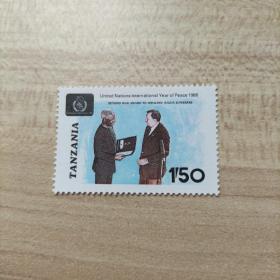 United Nations International Year of Peace 1986
TANZANIA
1'50